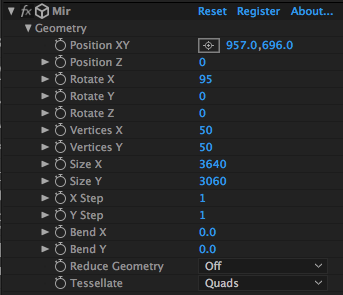 fx Mir Reset Register About...
Geometry
Position XY 957.0,696.0
Position Z 0
Rotate X 95
Rotate Y 0
Rotate Z 0
Vertices X 50
Vertices Y 50
Size X 3640
Size Y 3060
X Step 1
Y Step 1
Bend X 0.0
Bend Y 0.0
Reduce Geometry Off
Tessellate Quads